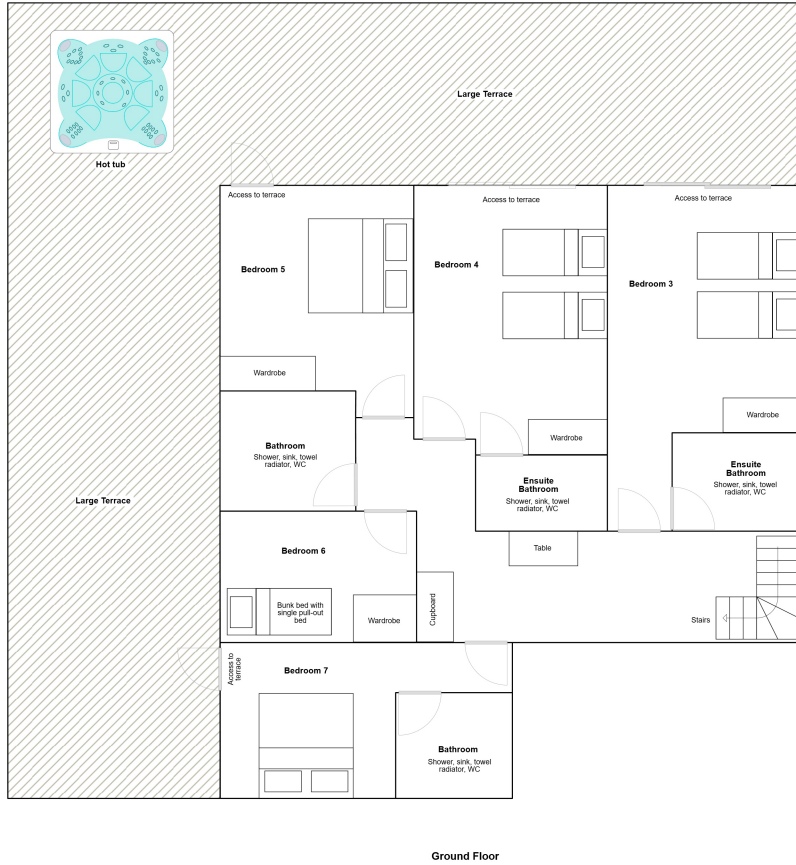 Large Terrace
Hot tub
Access to terrace
Access to terrace
Access to terrace
Bedroom 5
Bedroom 4
Bedroom 3
Wardrobe
Wardrobe
Wardrobe
Bathroom
Shower, sink, towel
radiator, WC
Ensuite
Bathroom
Shower, sink, towel
radiator, WC
Ensuite
Bathroom
Shower, sink, towel
radiator, WC
Large Terrace
Bedroom 6
Table
Bunk bed with
single pull-out
bed
Wardrobe
Cupboard
Stairs
Access to
terrace
Bedroom 7
Bathroom
Shower, sink, towel
radiator, WC
Ground Floor